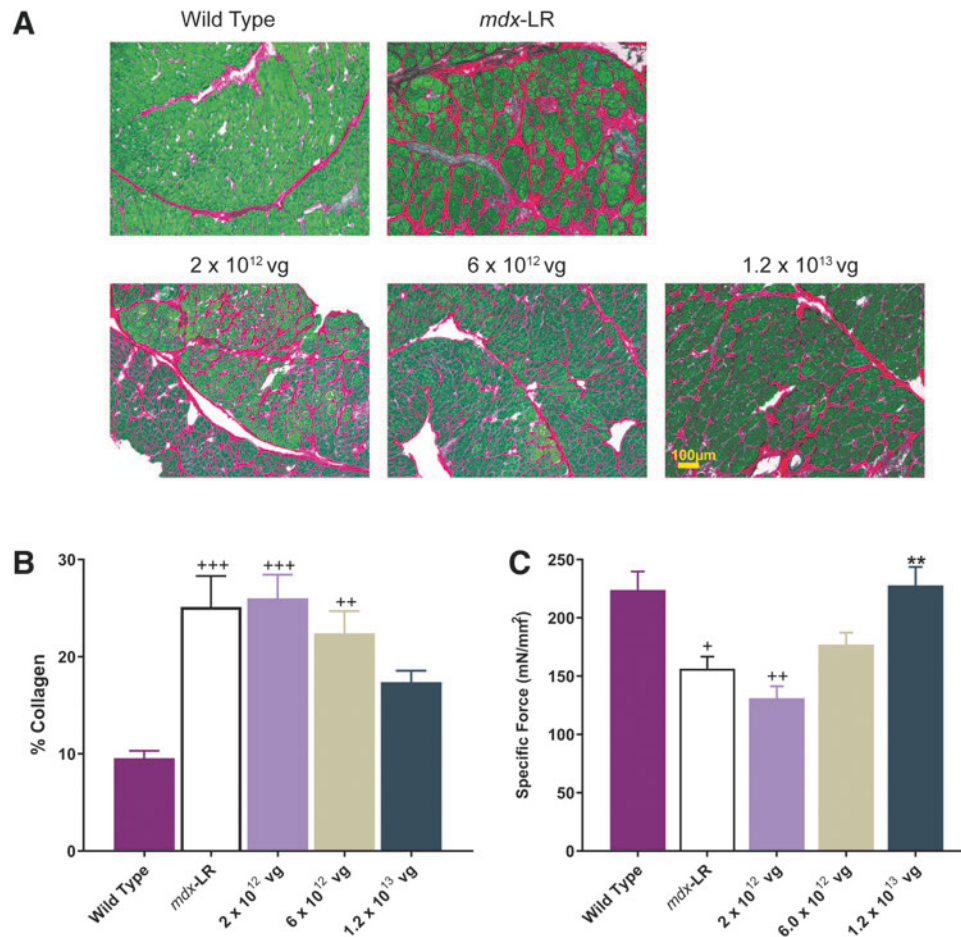 A
Wild Type
mdx-LR
2 x 10¹² vg
6 x 10¹² vg
1.2 x 10¹³ vg
100µm
B
% Collagen
30
20
10
0
+++
+++
++
Wild Type
mdx-LR
2 x 10¹² vg
6 x 10¹² vg
1.2 x 10¹³ vg
C
Specific Force (mN/mm²)
250
200
150
100
50
0
+
++
**
Wild Type
mdx-LR
2 x 10¹² vg
6.0 x 10¹² vg
1.2 x 10¹³ vg